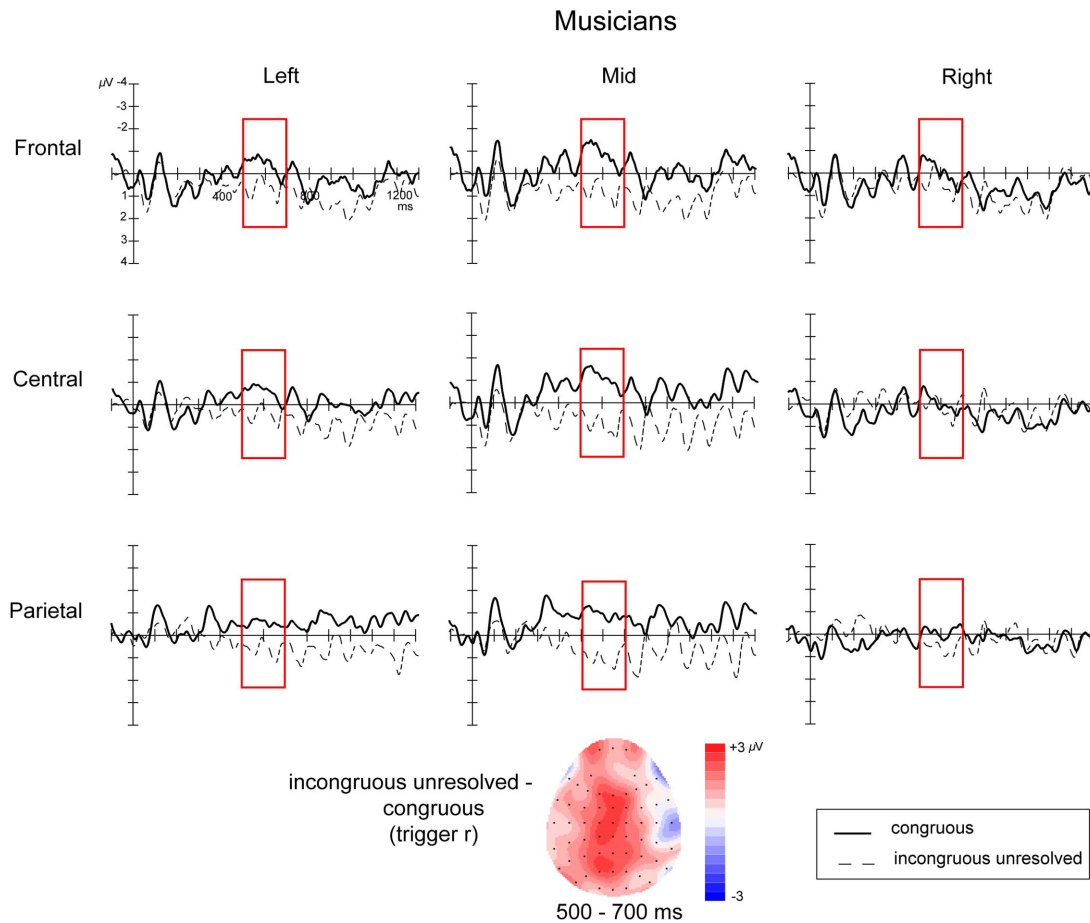 Musicians
Left Mid Right
Frontal
µV -4
-3
-2
1
2
3
4
400 800 1200
ms
Central
Parietal
incongruous unresolved -
congruous
(trigger r)
+3 µV
-3
500 - 700 ms
congruous
incongruous unresolved